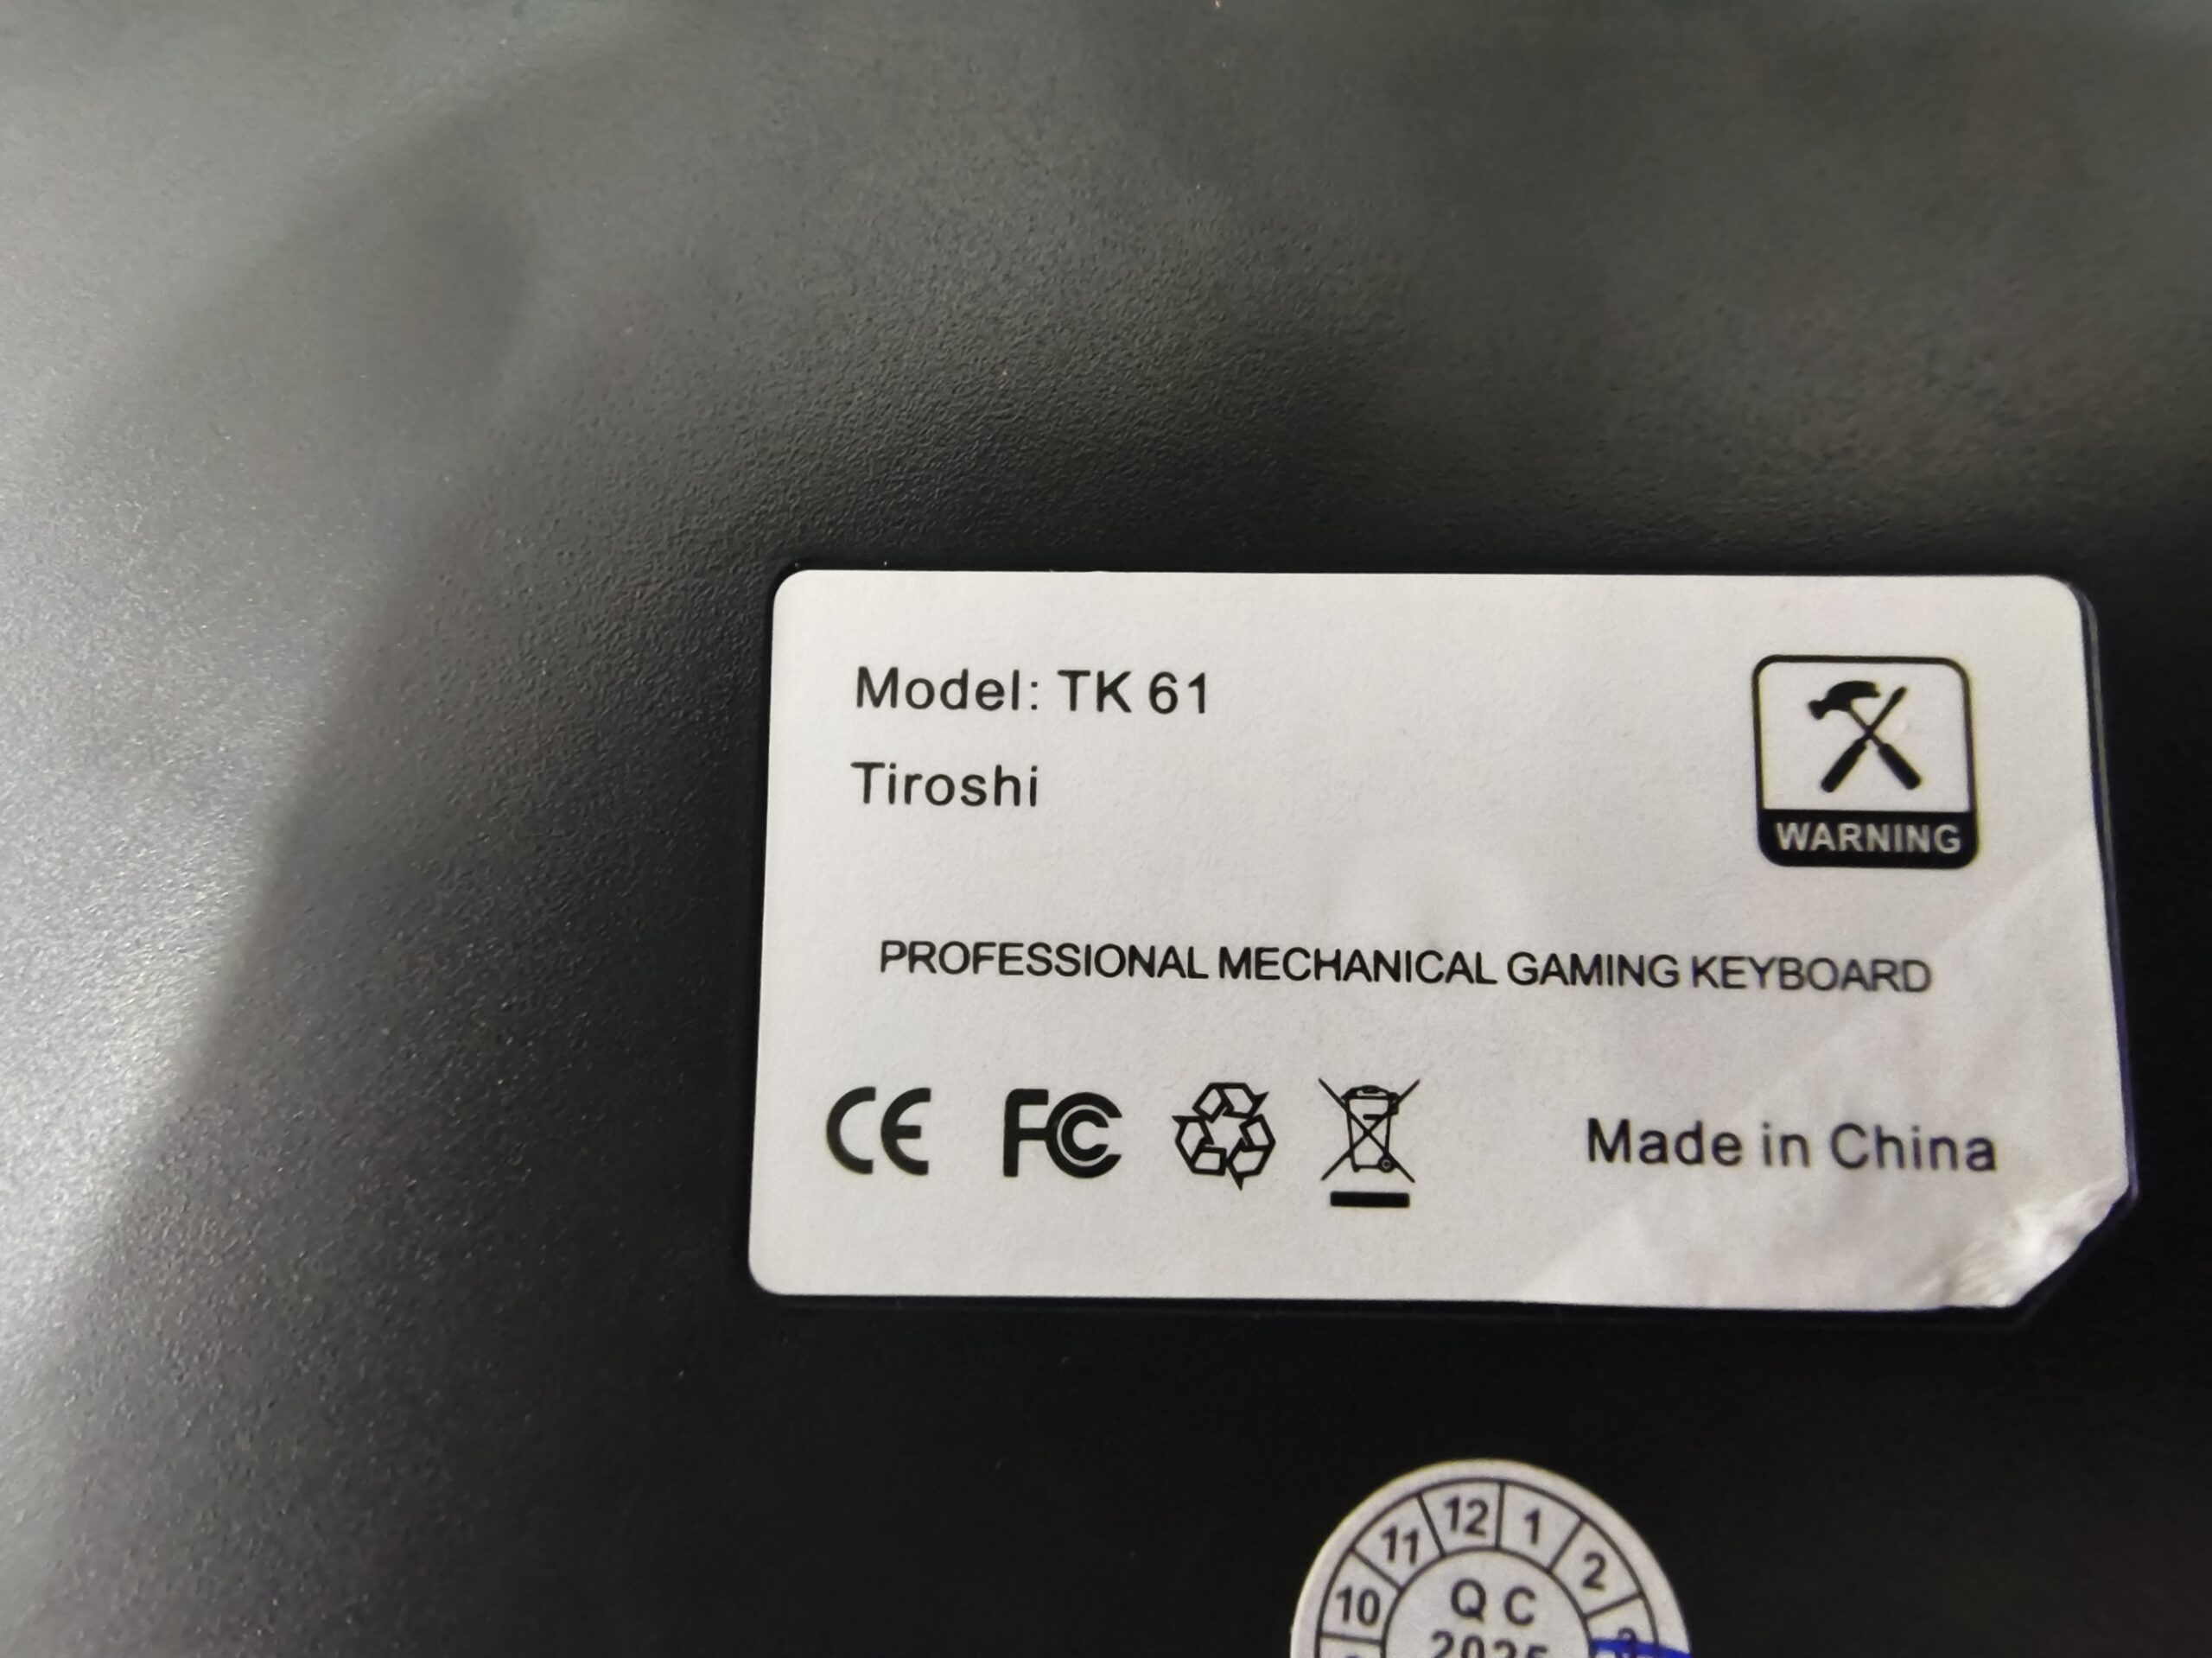 Model: TK 61
Tiroshi
WARNING
PROFESSIONAL MECHANICAL GAMING KEYBOARD
CE FC
Made in China
10 11 12 1 2
QC
2025